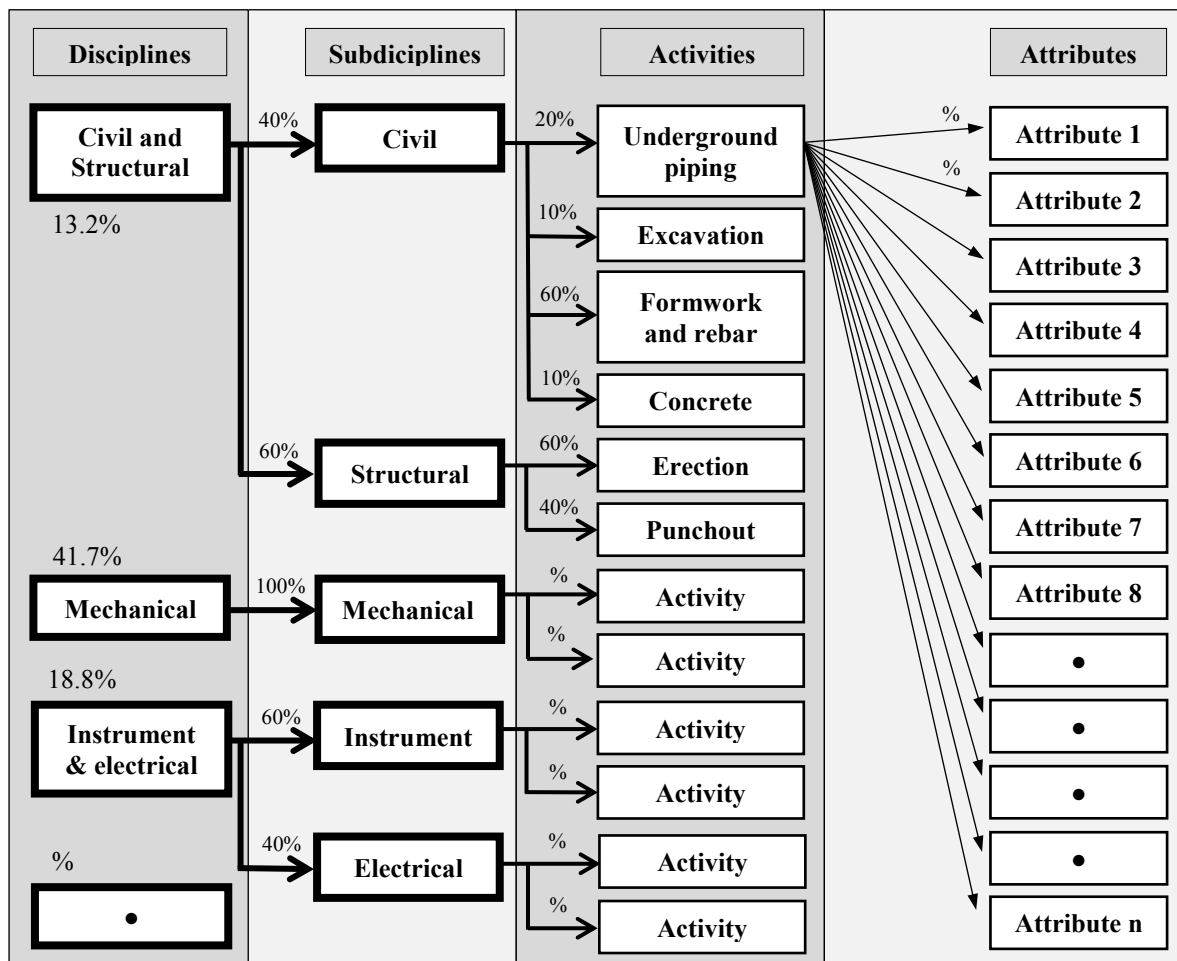 Disciplines
Subdiciplines
Activities
Attributes
Civil and
Structural
13.2%
40%
Civil
20%
Underground
piping
10%
Excavation
60%
Formwork
and rebar
10%
Concrete
60%
Structural
60%
Erection
40%
Punchout
41.7%
Mechanical
100%
Mechanical
%
Activity
%
Activity
18.8%
Instrument
& electrical
60%
Instrument
%
Activity
%
Activity
40%
Electrical
%
Activity
%
Activity
%
•
%
Attribute 1
%
Attribute 2
Attribute 3
Attribute 4
Attribute 5
Attribute 6
Attribute 7
Attribute 8
•
•
•
•
Attribute n